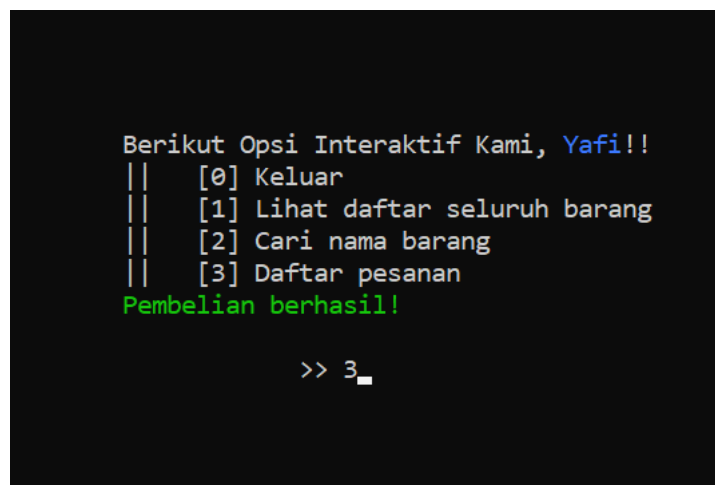 Berikut Opsi Interaktif Kami, Yafi!!
||   [0] Keluar
||   [1] Lihat daftar seluruh barang
||   [2] Cari nama barang
||   [3] Daftar pesanan
Pembelian berhasil!
>> 3_